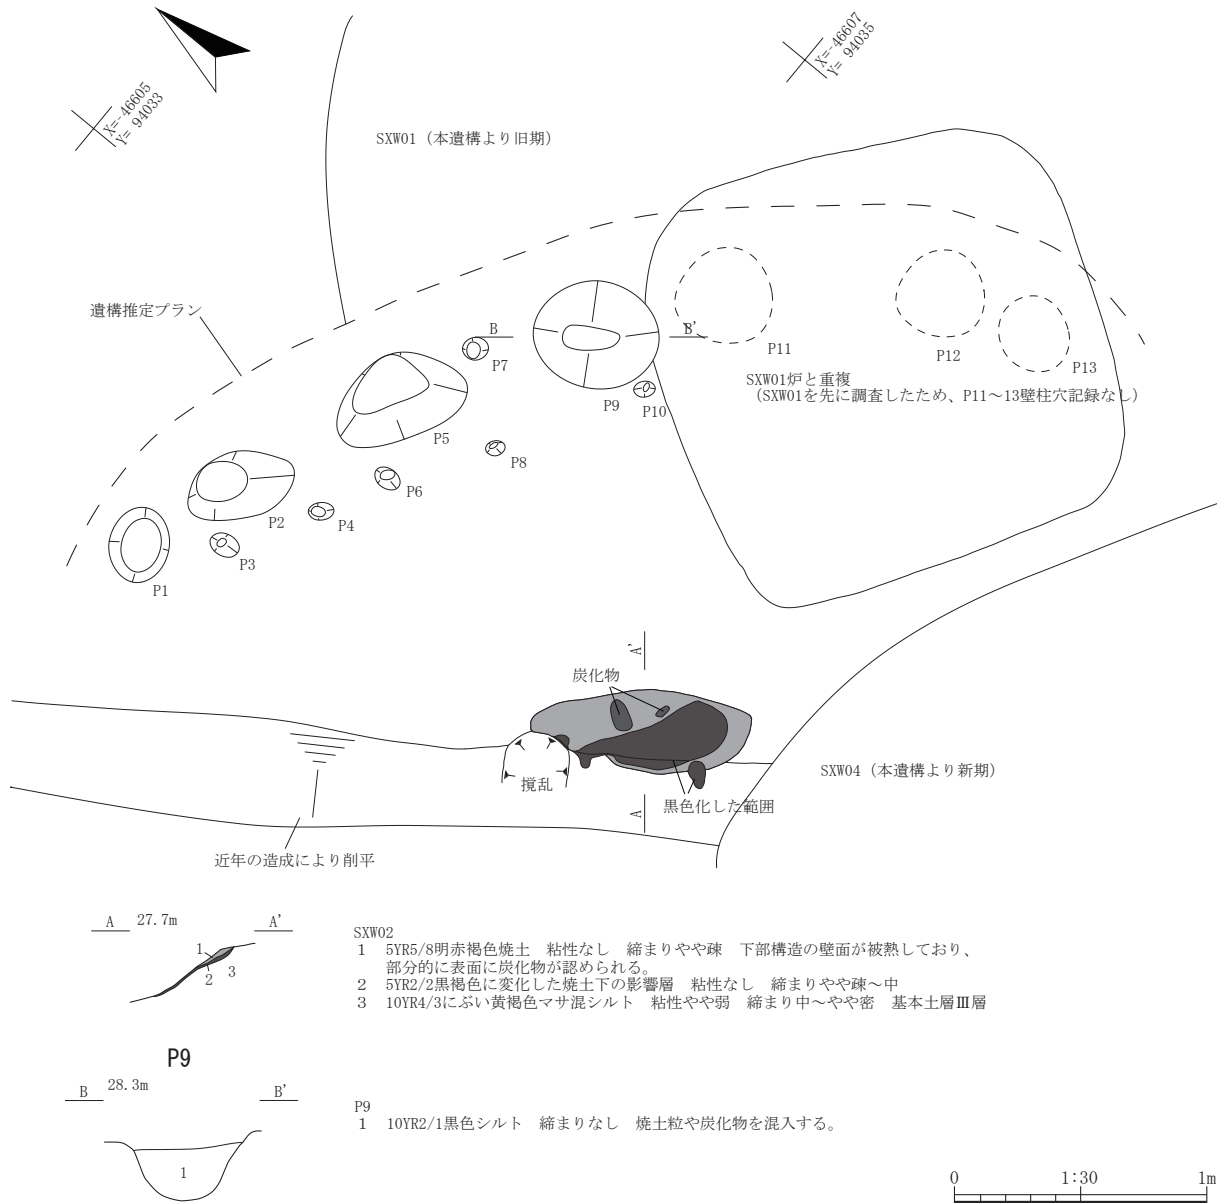 X=-46605
Y= 94033
X=-46607
Y= 94035
SXW01（本遺構より旧期）
遺構推定プラン
B
B'
P7
P11
P12
P13
SXW01炉と重複
（SXW01を先に調査したため、P11～13壁柱穴記録なし）
P9
P10
P5
P8
P6
P2
P4
P3
P1
A'
炭化物
SXW04（本遺構より新期）
撹乱
黒色化した範囲
A
近年の造成により削平
A 27.7m A'
1
2
3
SXW02
1 5YR5/8明赤褐色焼土 粘性なし 締まりやや疎 下部構造の壁面が被熱しており、
部分的に表面に炭化物が認められる。
2 5YR2/2黒褐色に変化した焼土下の影響層 粘性なし 締まりやや疎～中
3 10YR4/3にぶい黄褐色マサ混シルト 粘性やや弱 締まり中～やや密 基本土層Ⅲ層
P9
B 28.3m B'
1
P9
1 10YR2/1黒色シルト 締まりなし 焼土粒や炭化物を混入する。
0 1:30 1m